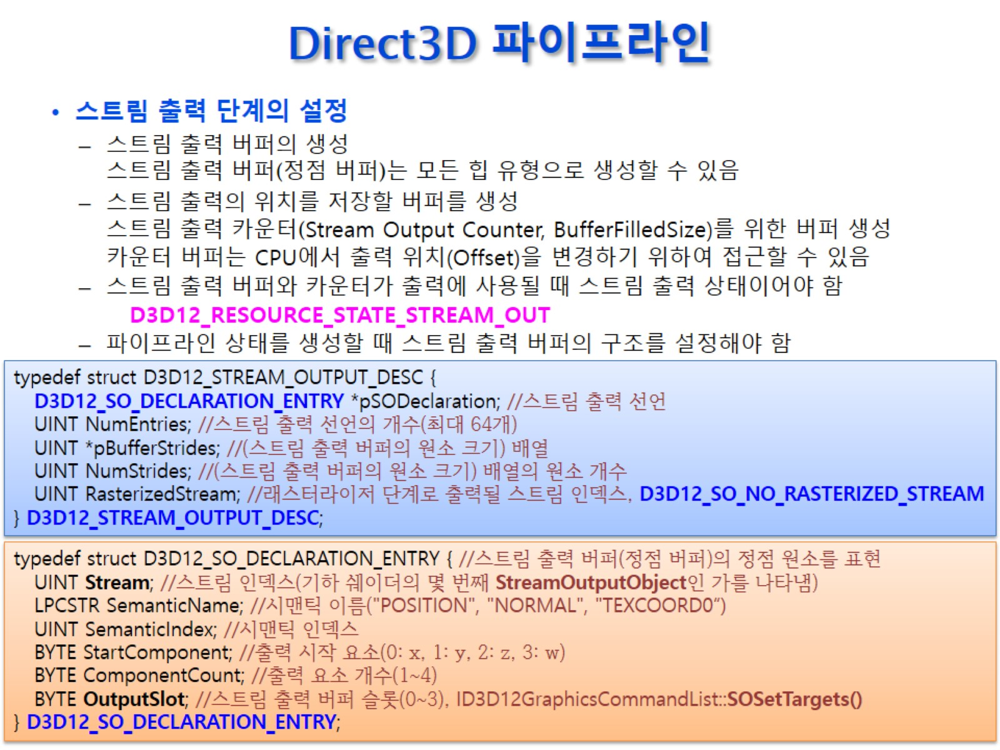 Direct3D 파이프라인
• 스트림 출력 단계의 설정
– 스트림 출력 버퍼의 생성
스트림 출력 버퍼(정점 버퍼)는 모든 힙 유형으로 생성할 수 있음
– 스트림 출력의 위치를 저장할 버퍼를 생성
스트림 출력 카운터(Stream Output Counter, BufferFilledSize)를 위한 버퍼 생성
카운터 버퍼는 CPU에서 출력 위치(Offset)을 변경하기 위하여 접근할 수 있음
– 스트림 출력 버퍼와 카운터가 출력에 사용될 때 스트림 출력 상태이어야 함
D3D12_RESOURCE_STATE_STREAM_OUT
– 파이프라인 상태를 생성할 때 스트림 출력 버퍼의 구조를 설정해야 함
typedef struct D3D12_STREAM_OUTPUT_DESC {
D3D12_SO_DECLARATION_ENTRY *pSODeclaration; //스트림 출력 선언
UINT NumEntries; //스트림 출력 선언의 개수(최대 64개)
UINT *pBufferStrides; //(스트림 출력 버퍼의 원소 크기) 배열
UINT NumStrides; //(스트림 출력 버퍼의 원소 크기) 배열의 원소 개수
UINT RasterizedStream; //래스터라이저 단계로 출력될 스트림 인덱스, D3D12_SO_NO_RASTERIZED_STREAM
} D3D12_STREAM_OUTPUT_DESC;
typedef struct D3D12_SO_DECLARATION_ENTRY { //스트림 출력 버퍼(정점 버퍼)의 정점 원소를 표현
UINT Stream; //스트림 인덱스(기하 쉐이더의 몇 번째 StreamOutputObject인 가를 나타냄)
LPCSTR SemanticName; //시맨틱 이름("POSITION", "NORMAL", "TEXCOORD0“)
UINT SemanticIndex; //시맨틱 인덱스
BYTE StartComponent; //출력 시작 요소(0: x, 1: y, 2: z, 3: w)
BYTE ComponentCount; //출력 요소 개수(1~4)
BYTE OutputSlot; //스트림 출력 버퍼 슬롯(0~3), ID3D12GraphicsCommandList::SOSetTargets()
} D3D12_SO_DECLARATION_ENTRY;